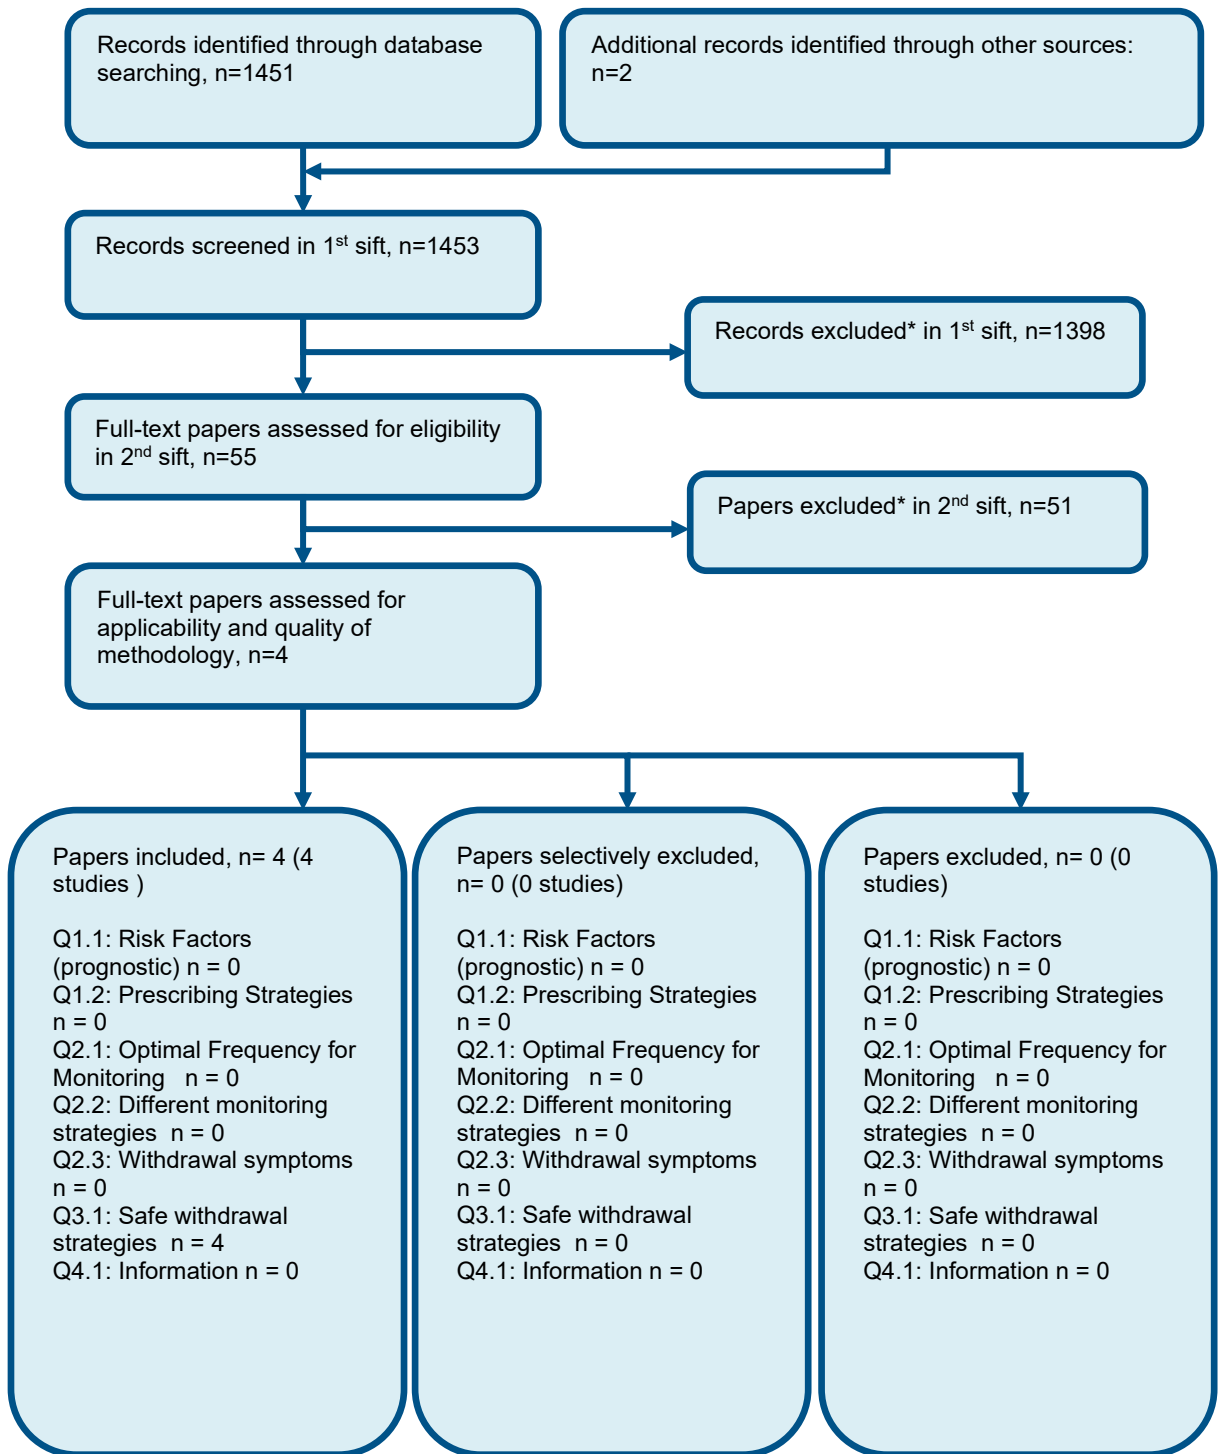 Records identified through database
searching, n=1451
Additional records identified through other sources:
n=2
Records screened in 1st sift, n=1453
Records excluded* in 1st sift, n=1398
Full-text papers assessed for eligibility
in 2nd sift, n=55
Papers excluded* in 2nd sift, n=51
Full-text papers assessed for
applicability and quality of
methodology, n=4
Papers included, n= 4 (4
studies )
Q1.1: Risk Factors
(prognostic) n = 0
Q1.2: Prescribing Strategies
n = 0
Q2.1: Optimal Frequency for
Monitoring n = 0
Q2.2: Different monitoring
strategies n = 0
Q2.3: Withdrawal symptoms
n = 0
Q3.1: Safe withdrawal
strategies n = 4
Q4.1: Information n = 0
Papers selectively excluded,
n= 0 (0 studies)
Q1.1: Risk Factors
(prognostic) n = 0
Q1.2: Prescribing Strategies
n = 0
Q2.1: Optimal Frequency for
Monitoring n = 0
Q2.2: Different monitoring
strategies n = 0
Q2.3: Withdrawal symptoms
n = 0
Q3.1: Safe withdrawal
strategies n = 0
Q4.1: Information n = 0
Papers excluded, n= 0 (0
studies)
Q1.1: Risk Factors
(prognostic) n = 0
Q1.2: Prescribing Strategies
n = 0
Q2.1: Optimal Frequency for
Monitoring n = 0
Q2.2: Different monitoring
strategies n = 0
Q2.3: Withdrawal symptoms
n = 0
Q3.1: Safe withdrawal
strategies n = 0
Q4.1: Information n = 0